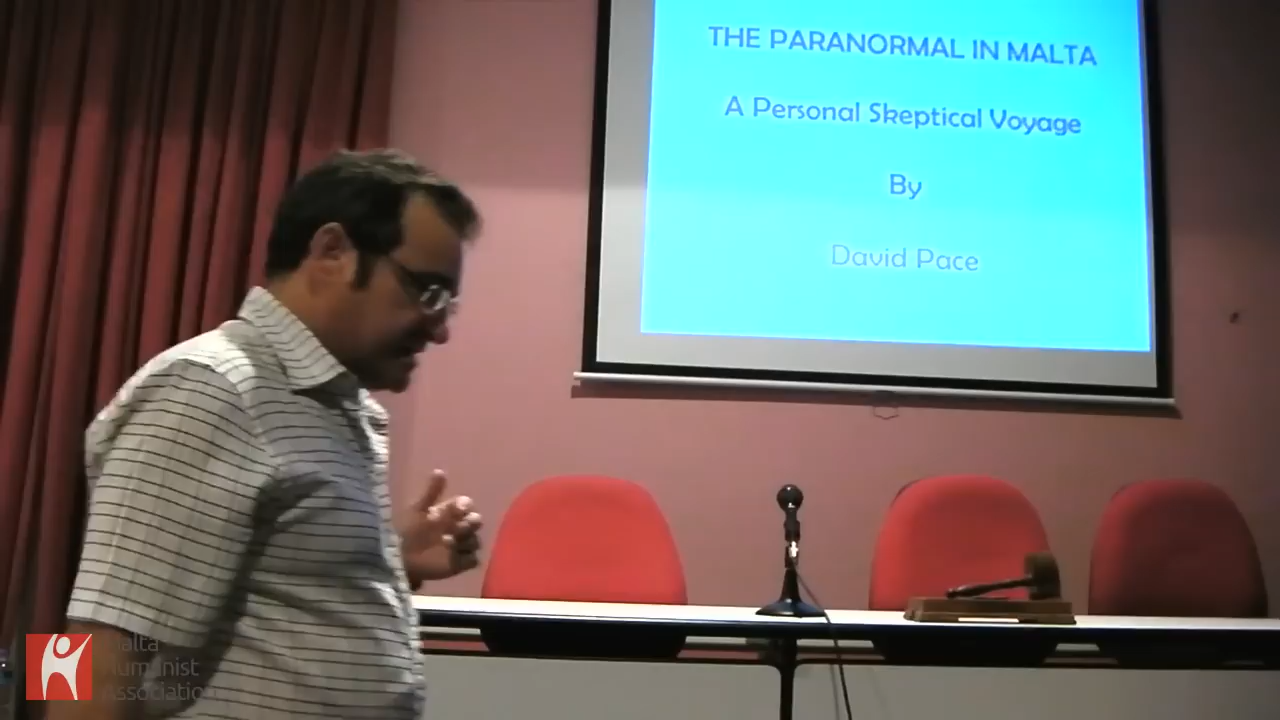 THE PARANORMAL IN MALTA
A Personal Skeptical Voyage
By
David Pace
Malta
Humanist
Association